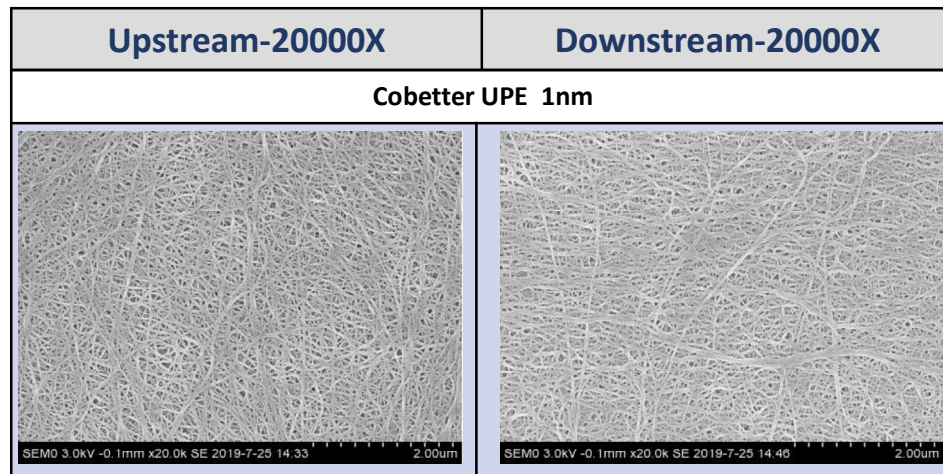 Upstream-20000X
Downstream-20000X
Cobetter UPE 1nm
SEM0 3.0kV -0.1mm x20.0k SE 2019-7-25 14:33 2.00um
SEM0 3.0kV -0.1mm x20.0k SE 2019-7-25 14:46 2.00um